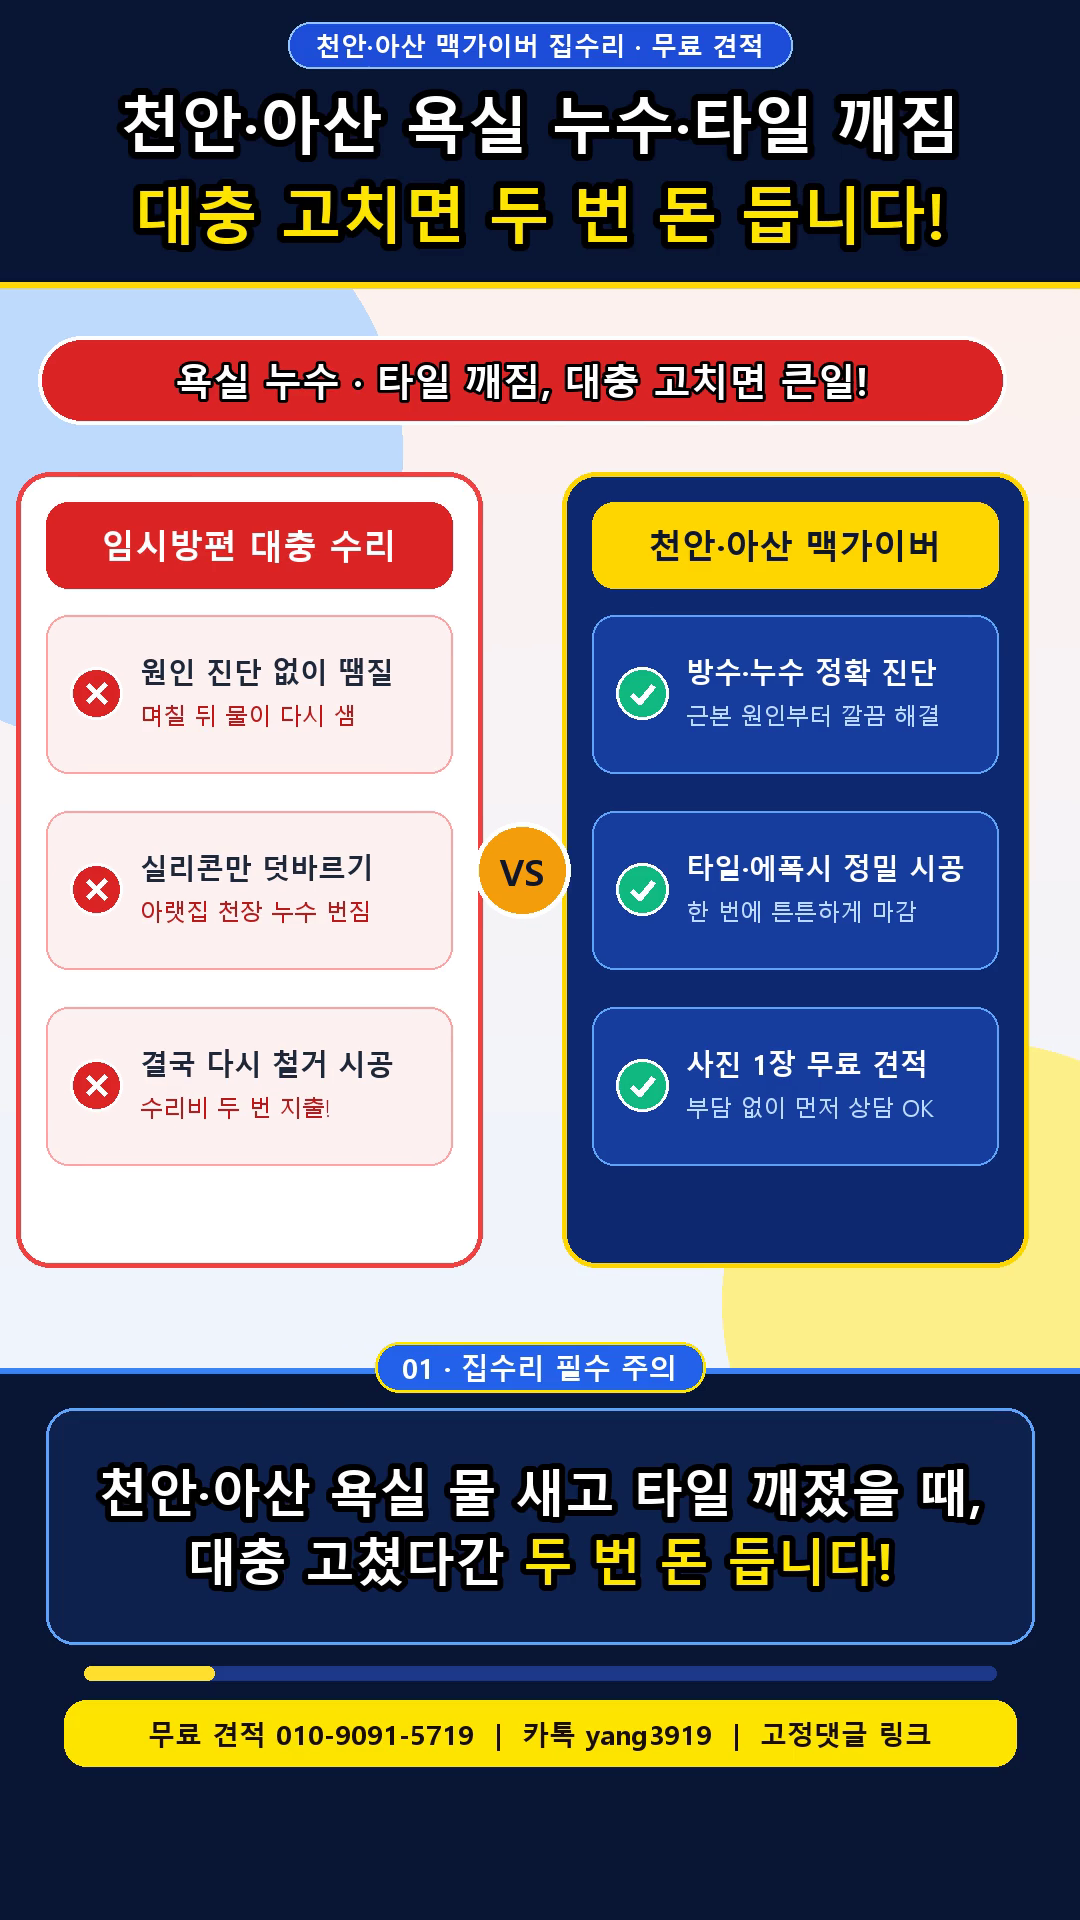 천안·아산 맥가이버 집수리 · 무료 견적
천안·아산 욕실 누수·타일 깨짐
대충 고치면 두 번 돈 듭니다!
욕실 누수 · 타일 깨짐, 대충 고치면 큰일!
임시방편 대충 수리
원인 진단 없이 땜질
며칠 뒤 물이 다시 샘
실리콘만 덧바르기
아랫집 천장 누수 번짐
결국 다시 철거 시공
수리비 두 번 지출!
VS
천안·아산 맥가이버
방수·누수 정확 진단
근본 원인부터 깔끔 해결
타일·에폭시 정밀 시공
한 번에 튼튼하게 마감
사진 1장 무료 견적
부담 없이 먼저 상담 OK
01 · 집수리 필수 주의
천안·아산 욕실 물 새고 타일 깨졌을 때,
대충 고쳤다간 두 번 돈 듭니다!
무료 견적 010-9091-5719 | 카톡 yang3919 | 고정댓글 링크